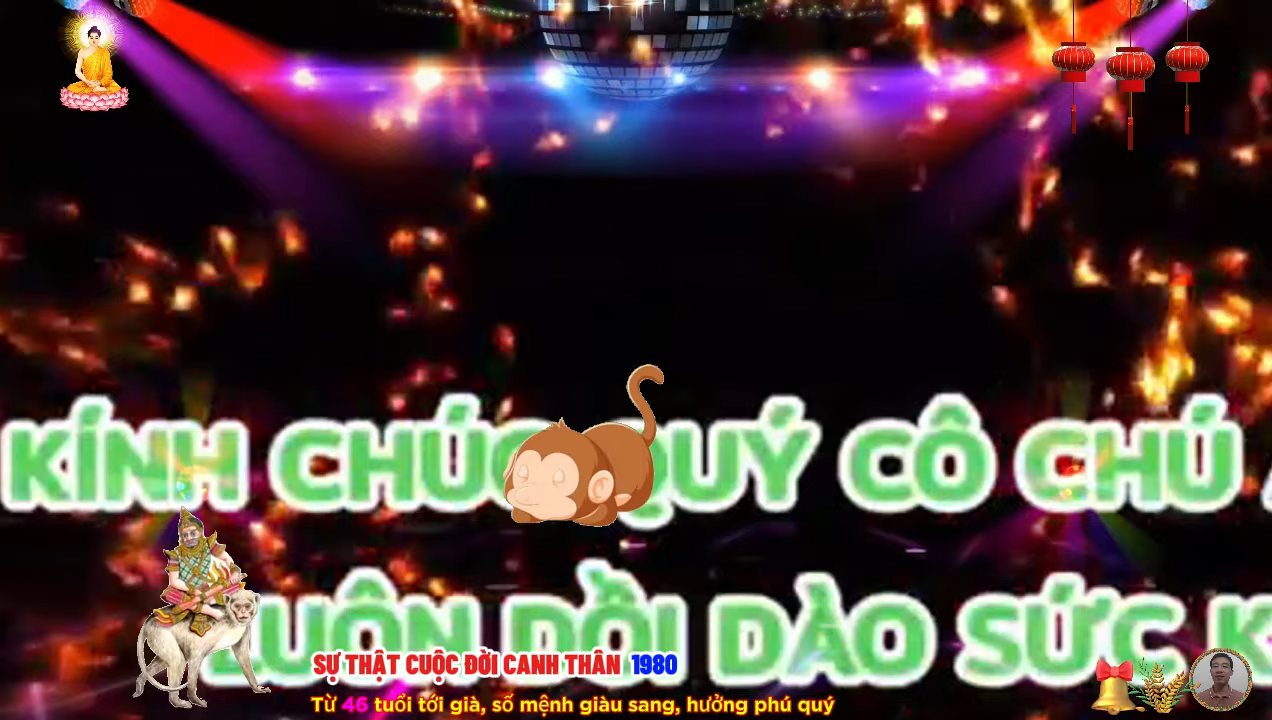 KÍNH CHÚC QUÝ CÔ CHÚ
LUÔN DỒI DÀO SỨC
SỰ THẬT CUỘC ĐỜI CANH THÂN 1980
Từ 46 tuổi tới già, số mệnh giàu sang, hưởng phú quý